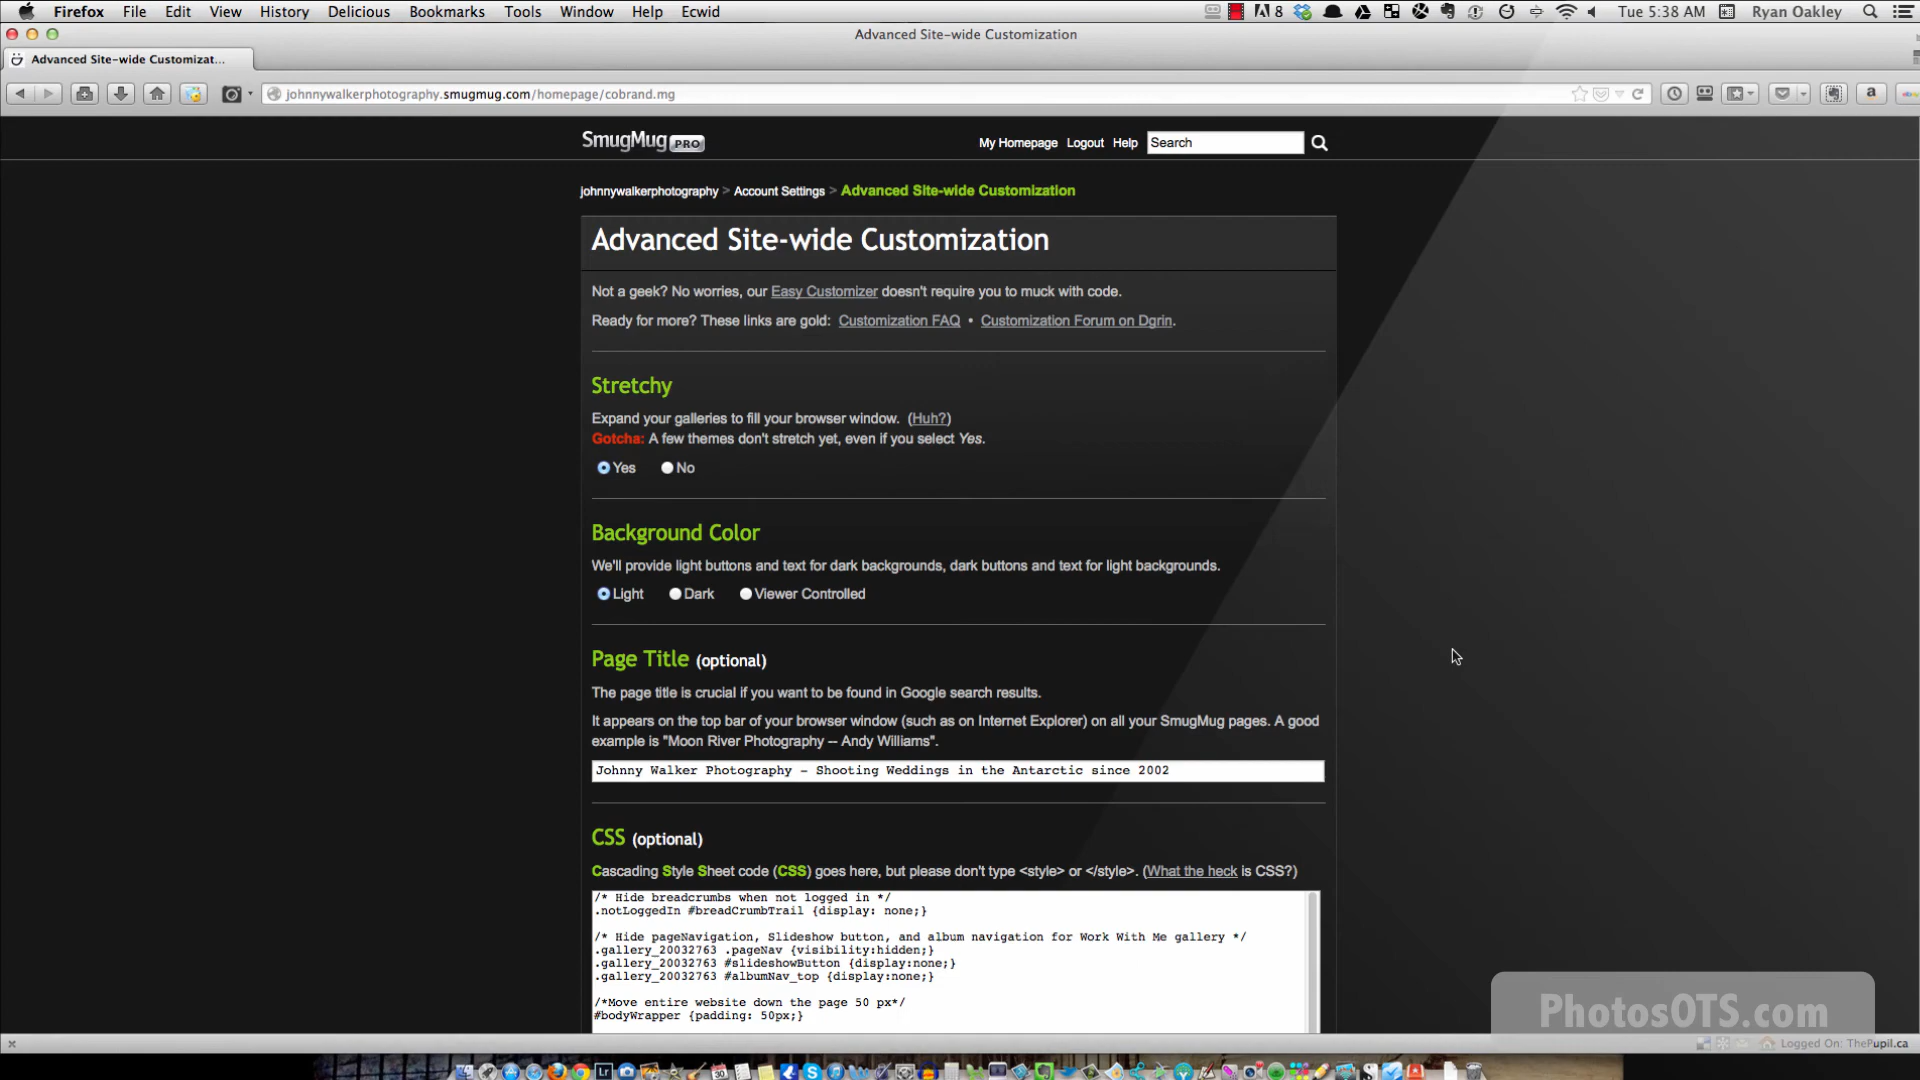 Firefox File Edit View History Delicious Bookmarks Tools Window Help Ecwid 8 Tue 5:38 AM Ryan Oakley
Advanced Site-wide Customization
Advanced Site-wide Customizat...
johnnywalkerphotography.smugmug.com/homepage/cobrand.mg
SmugMug PRO My Homepage Logout Help Search
johnnywalkerphotography > Account Settings > Advanced Site-wide Customization
Advanced Site-wide Customization
Not a geek? No worries, our Easy Customizer doesn't require you to muck with code.
Ready for more? These links are gold: Customization FAQ • Customization Forum on Dgrin.
Stretchy
Expand your galleries to fill your browser window. (Huh?)
Gotcha: A few themes don't stretch yet, even if you select Yes.
Yes No
Background Color
We'll provide light buttons and text for dark backgrounds, dark buttons and text for light backgrounds.
Light Dark Viewer Controlled
Page Title (optional)
The page title is crucial if you want to be found in Google search results.
It appears on the top bar of your browser window (such as on Internet Explorer) on all your SmugMug pages. A good
example is "Moon River Photography -- Andy Williams".
Johnny Walker Photography - Shooting Weddings in the Antarctic since 2002
CSS (optional)
Cascading Style Sheet code (CSS) goes here, but please don't type <style> or </style>. (What the heck is CSS?)
/* Hide breadcrumbs when not logged in */
.notLoggedIn #breadCrumbTrail {display: none;}
/* Hide pageNavigation, Slideshow button, and album navigation for Work With Me gallery */
.gallery_20032763 .pageNav {visibility:hidden;}
.gallery_20032763 #slideshowButton {display:none;}
.gallery_20032763 #albumNav_top {display:none;}
/*Move entire website down the page 50 px*/
#bodyWrapper {padding: 50px;}
PhotosOTS.com
Logged On: ThePupil.ca